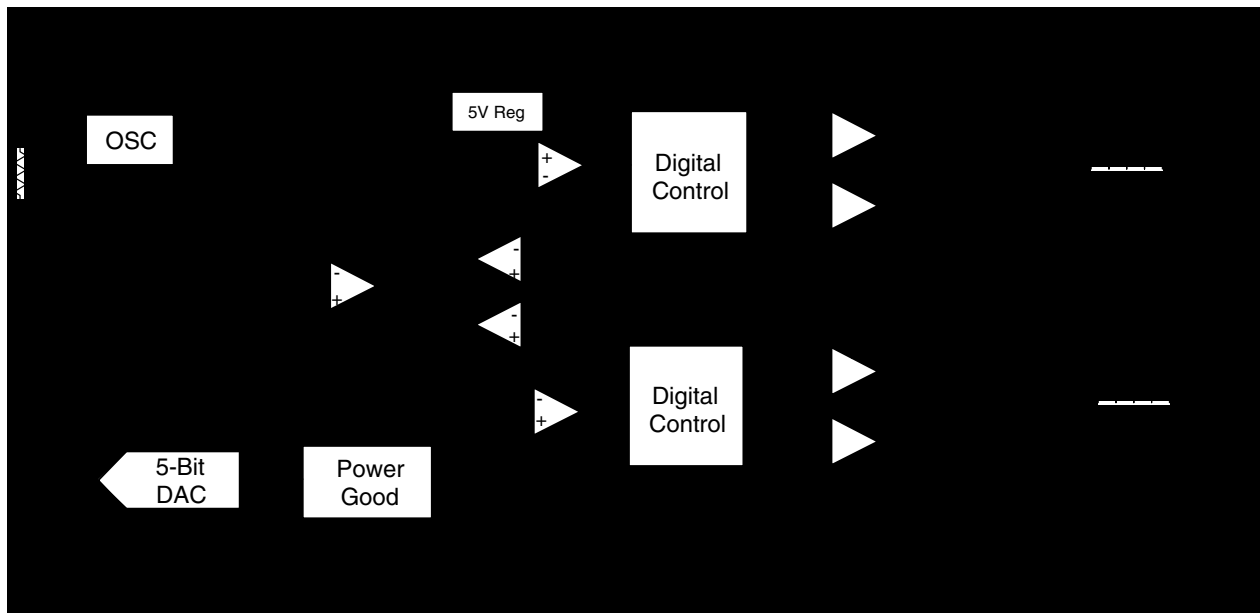 5V Reg
OSC
+
-
Digital
Control
-
+
-
+
-
+
Digital
Control
-
+
5-Bit
DAC
Power
Good